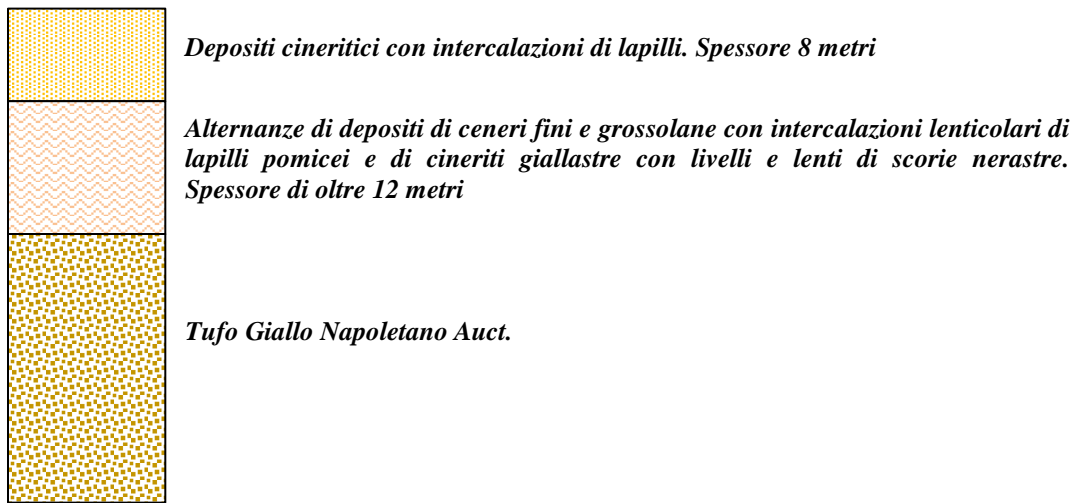 Depositi cineritici con intercalazioni di lapilli. Spessore 8 metri
Alternanze di depositi di ceneri fini e grossolane con intercalazioni lenticolari di
lapilli pomicei e di cineriti giallastre con livelli e lenti di scorie nerastre.
Spessore di oltre 12 metri
Tufo Giallo Napoletano Auct.